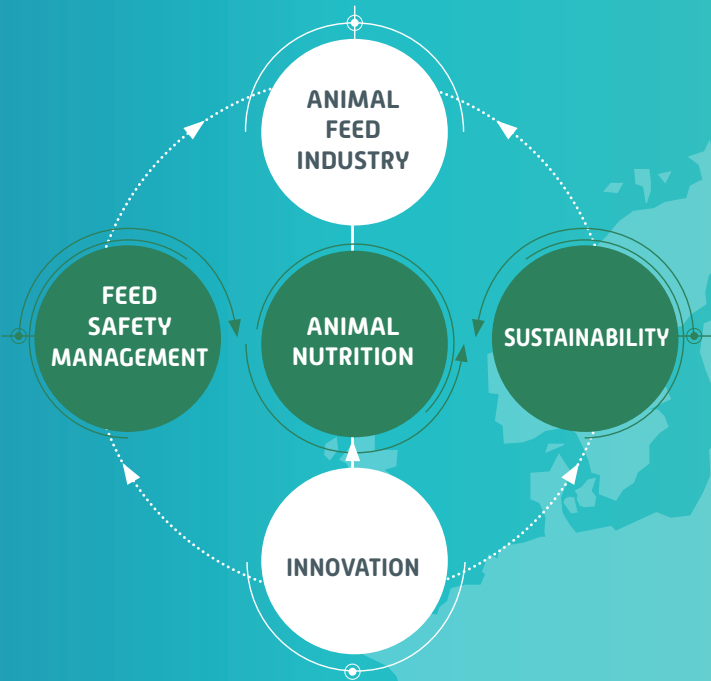 ANIMAL
FEED
INDUSTRY
FEED
SAFETY
MANAGEMENT
ANIMAL
NUTRITION
SUSTAINABILITY
INNOVATION